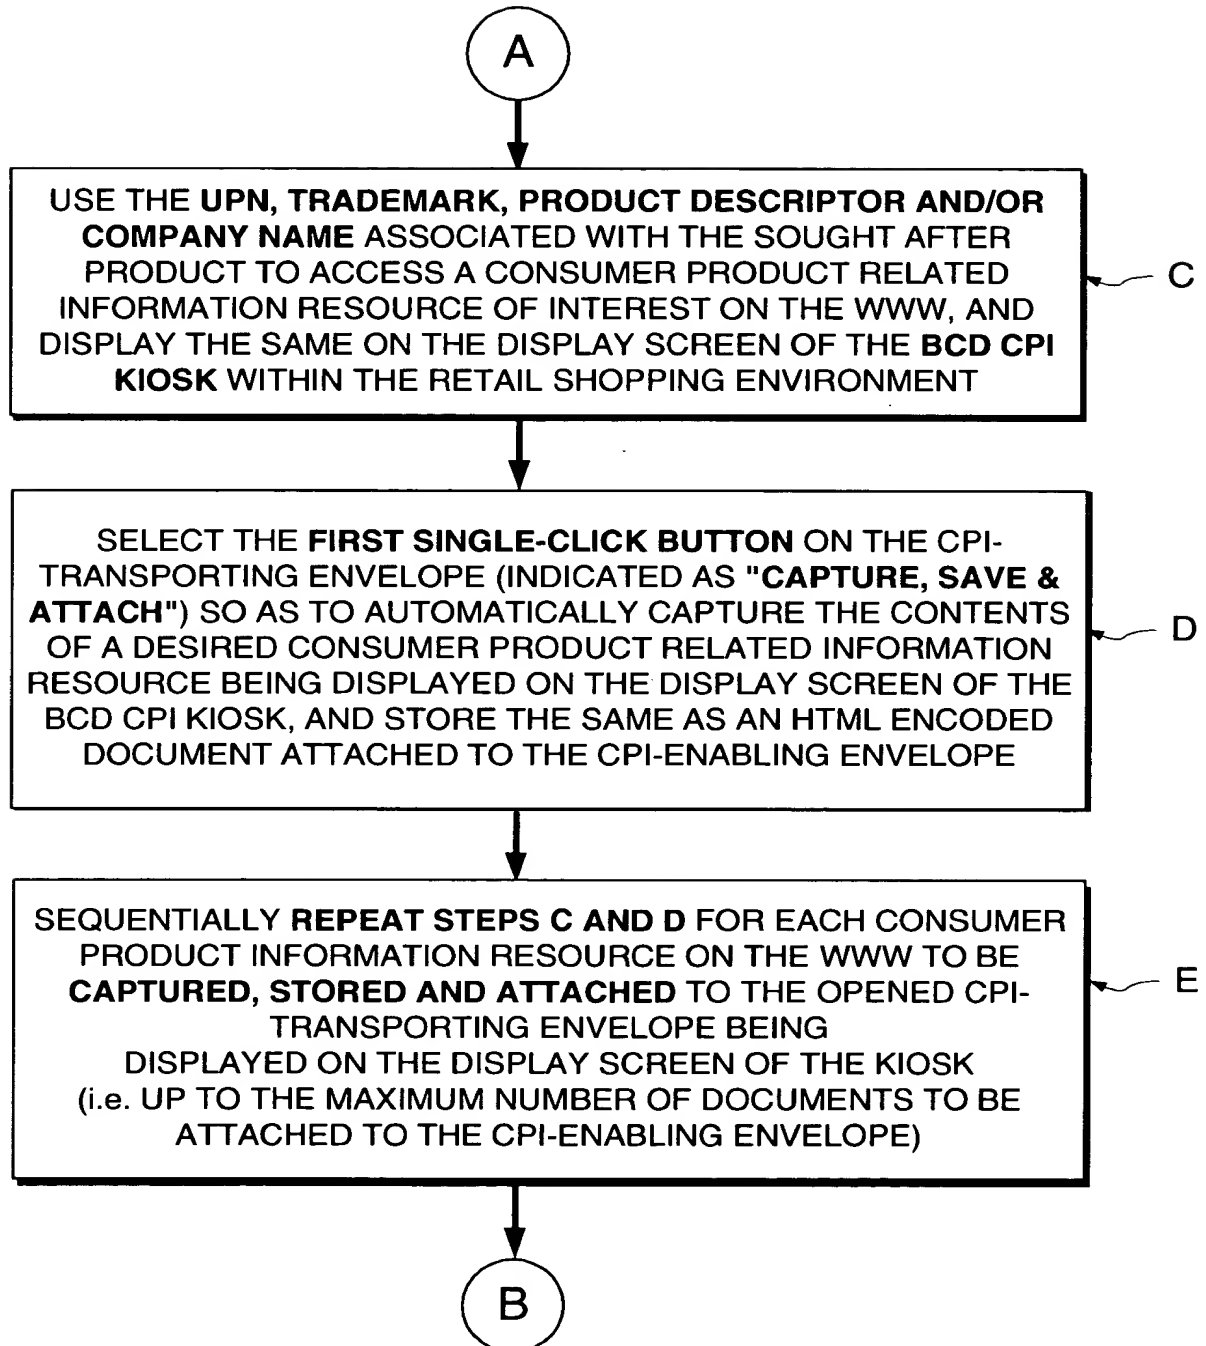 A
USE THE UPN, TRADEMARK, PRODUCT DESCRIPTOR AND/OR
COMPANY NAME ASSOCIATED WITH THE SOUGHT AFTER
PRODUCT TO ACCESS A CONSUMER PRODUCT RELATED
INFORMATION RESOURCE OF INTEREST ON THE WWW, AND
DISPLAY THE SAME ON THE DISPLAY SCREEN OF THE BCD CPI
KIOSK WITHIN THE RETAIL SHOPPING ENVIRONMENT
C
SELECT THE FIRST SINGLE-CLICK BUTTON ON THE CPI-
TRANSPORTING ENVELOPE (INDICATED AS "CAPTURE, SAVE &
ATTACH") SO AS TO AUTOMATICALLY CAPTURE THE CONTENTS
OF A DESIRED CONSUMER PRODUCT RELATED INFORMATION
RESOURCE BEING DISPLAYED ON THE DISPLAY SCREEN OF THE
BCD CPI KIOSK, AND STORE THE SAME AS AN HTML ENCODED
DOCUMENT ATTACHED TO THE CPI-ENABLING ENVELOPE
D
SEQUENTIALLY REPEAT STEPS C AND D FOR EACH CONSUMER
PRODUCT INFORMATION RESOURCE ON THE WWW TO BE
CAPTURED, STORED AND ATTACHED TO THE OPENED CPI-
TRANSPORTING ENVELOPE BEING
DISPLAYED ON THE DISPLAY SCREEN OF THE KIOSK
(i.e. UP TO THE MAXIMUM NUMBER OF DOCUMENTS TO BE
ATTACHED TO THE CPI-ENABLING ENVELOPE)
E
B